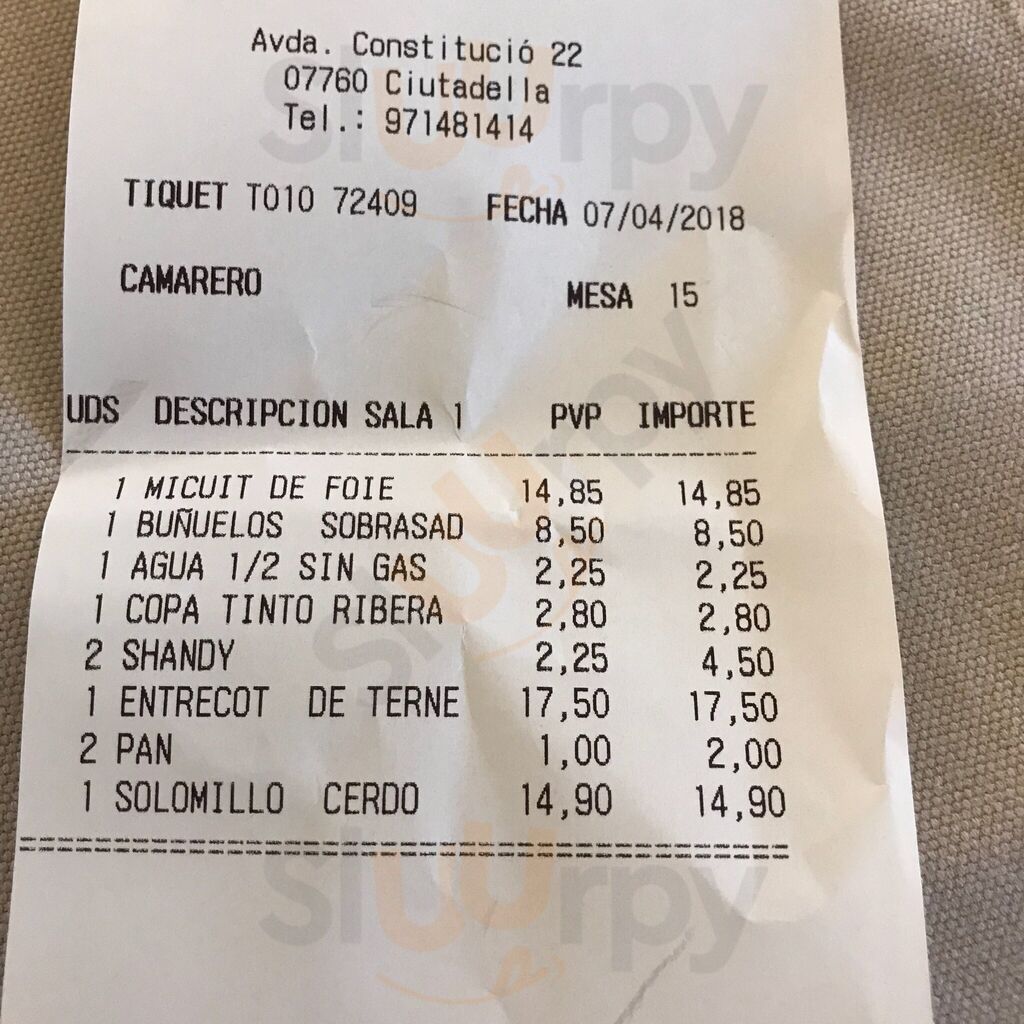 Avda. Constitució 22
07760 Ciutadella
Tel.: 971481414
TIQUET T010 72409 FECHA 07/04/2018
CAMARERO MESA 15
UDS DESCRIPCION SALA 1 PVP IMPORTE
1 MICUIT DE FOIE 14,85 14,85
1 BUÑUELOS SOBRASAD 8,50 8,50
1 AGUA 1/2 SIN GAS 2,25 2,25
1 COPA TINTO RIBERA 2,80 2,80
2 SHANDY 2,25 4,50
1 ENTRECOT DE TERNE 17,50 17,50
2 PAN 1,00 2,00
1 SOLOMILLO CERDO 14,90 14,90
sluurpy
sluurpy
sluurpy